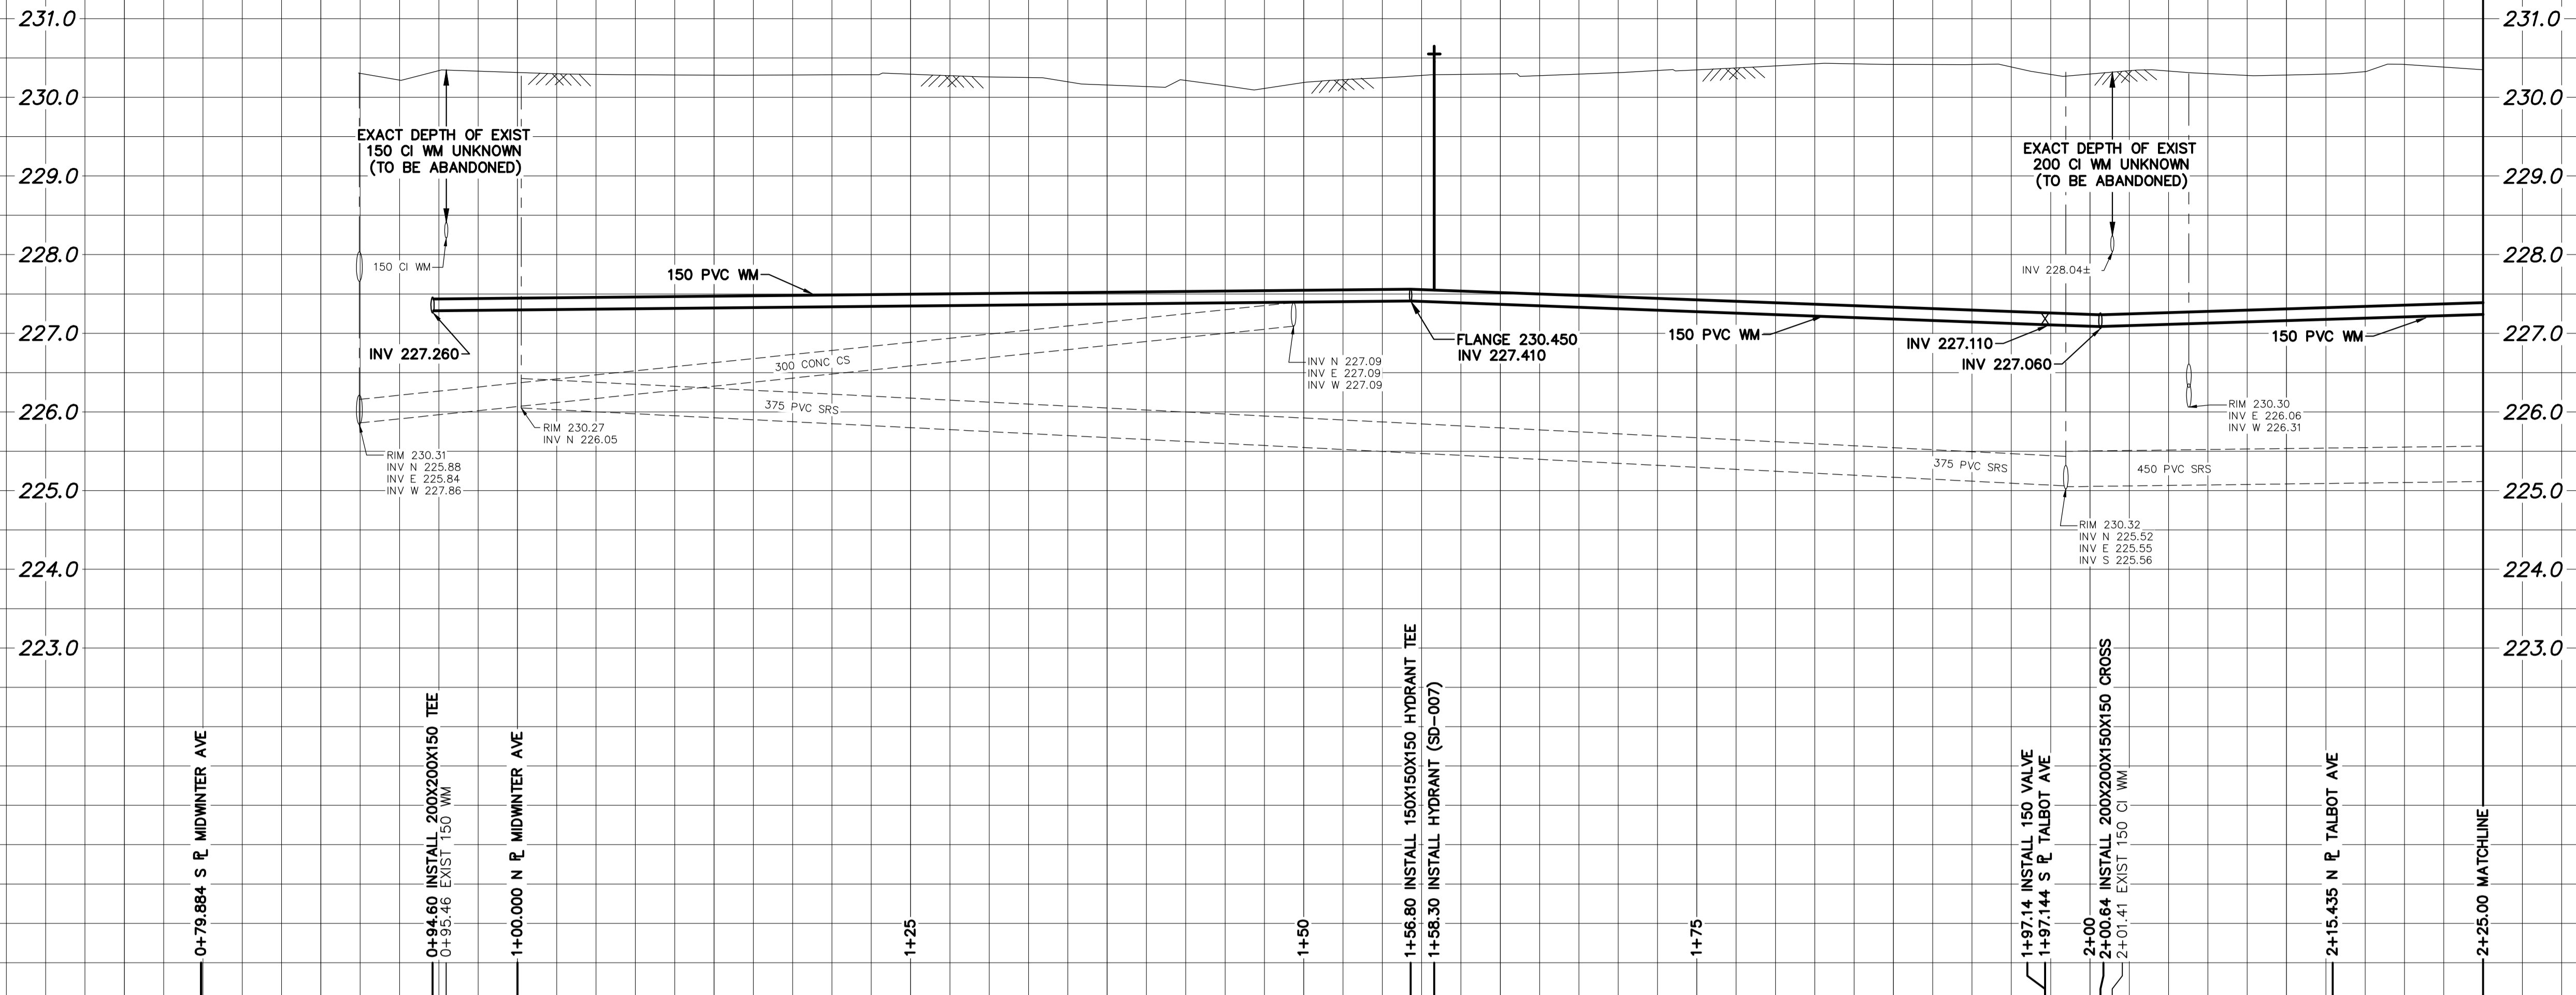 231.0
230.0
229.0
228.0
227.0
226.0
225.0
224.0
223.0
231.0
230.0
229.0
228.0
227.0
226.0
225.0
224.0
223.0
EXACT DEPTH OF EXIST
150 CI WM UNKNOWN
(TO BE ABANDONED)
150 CI WM
150 PVC WM
INV 227.260
300 CONC CS
375 PVC SRS
RIM 230.31
INV N 225.88
INV E 225.84
INV W 227.86
RIM 230.27
INV N 226.05
INV N 227.09
INV E 227.09
INV W 227.09
FLANGE 230.450
INV 227.410
150 PVC WM
EXACT DEPTH OF EXIST
200 CI WM UNKNOWN
(TO BE ABANDONED)
INV 228.04±
INV 227.110
INV 227.060
150 PVC WM
RIM 230.30
INV E 226.06
INV W 226.31
375 PVC SRS
450 PVC SRS
RIM 230.32
INV N 225.52
INV E 225.55
INV S 225.56
0+79.884 S PL MIDWINTER AVE
0+94.60 INSTALL 200X200X150 TEE
0+95.46 EXIST 150 WM
1+00.000 N PL MIDWINTER AVE
1+25
1+50
1+56.80 INSTALL 150X150X150 HYDRANT TEE
1+58.30 INSTALL HYDRANT (SD-007)
1+75
1+97.14 INSTALL 150 VALVE
1+97.144 S PL TALBOT AVE
2+00
2+00.64 INSTALL 200X200X150X150 CROSS
2+01.41 EXIST 150 CI WM
2+15.435 N PL TALBOT AVE
2+25.00 MATCHLINE